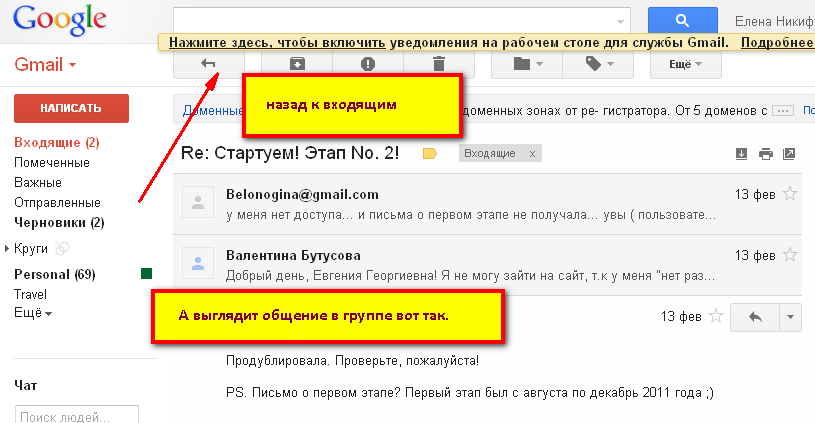 Google
Елена Никиф
Нажмите здесь, чтобы включить уведомления на рабочем столе для службы Gmail. Подробнее
Gmail
Ещё
НАПИСАТЬ
назад к входящим
Доменные
доменных зонах от ре- гистратора. От 5 доменов с ...
Входящие (2)
Помеченные
Важные
Отправленные
Черновики (2)
Круги
Personal (69)
Travel
Ещё
Чат
Поиск людей...
Re: Стартуем! Этап No. 2!
Входящие x
Belonogina@gmail.com
13 фев
у меня нет доступа... и письма о первом этапе не получала... увы ( пользовате...
Валентина Бутусова
13 фев
Добрый день, Евгения Георгиевна! Я не могу зайти на сайт, т.к у меня "нет раз...
А выглядит общение в группе вот так.
13 фев
Продублировала. Проверьте, пожалуйста!
PS. Письмо о первом этапе? Первый этап был с августа по декабрь 2011 года ;)